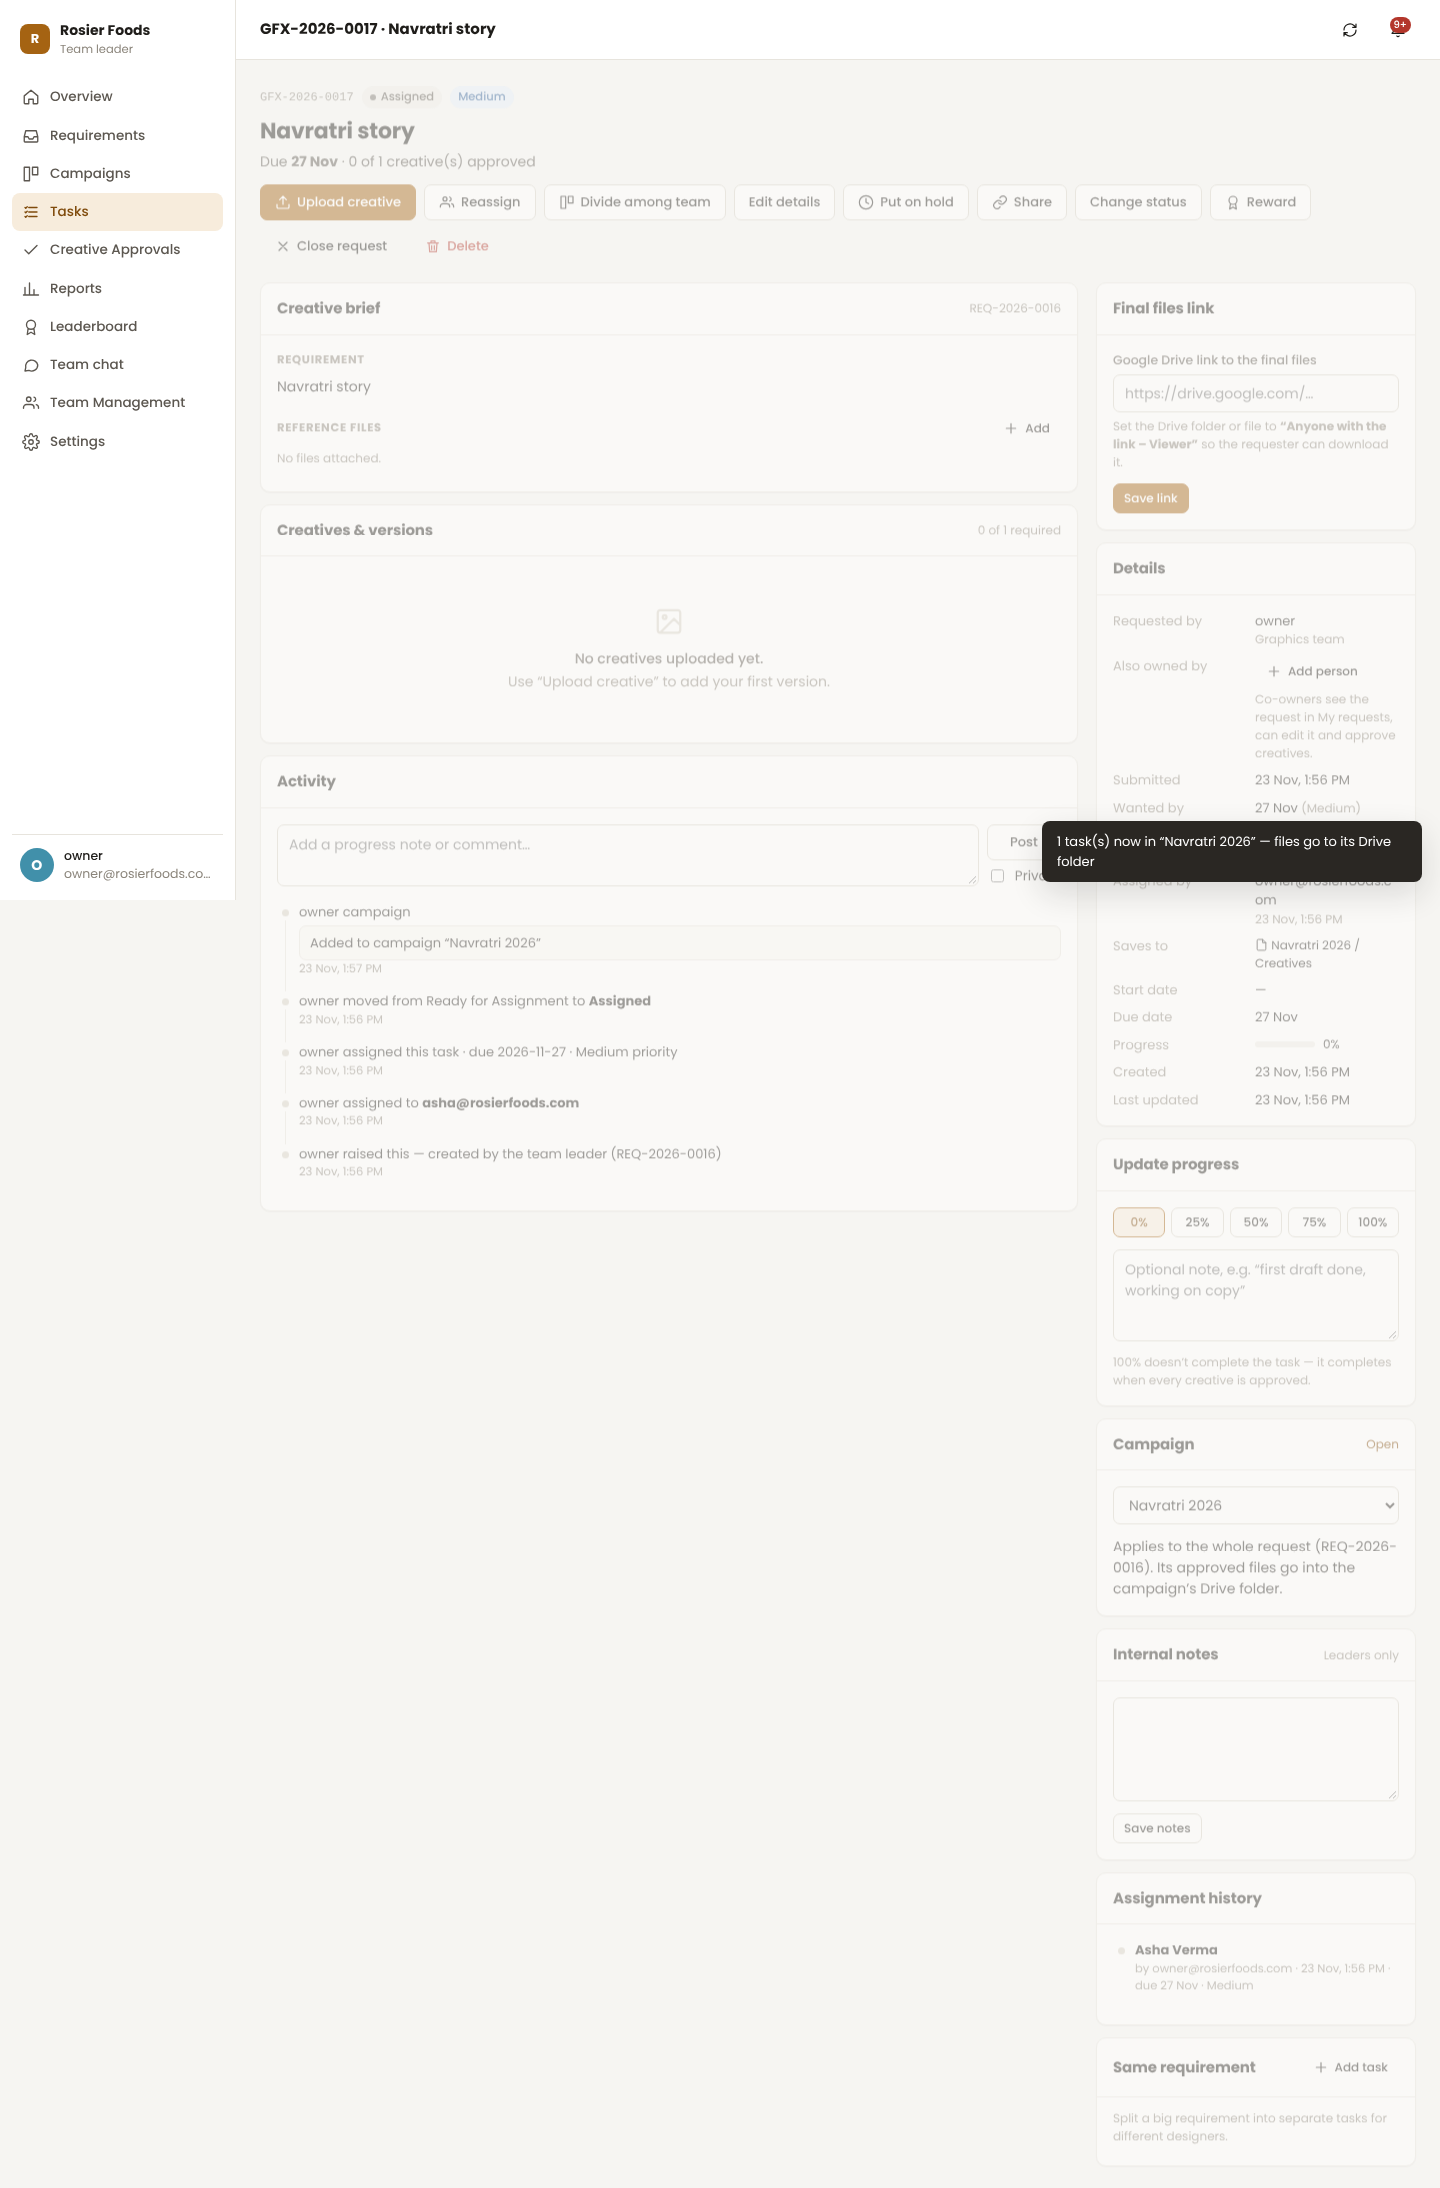 R
Rosier Foods
Team leader
Overview
Requirements
Campaigns
Tasks
Creative Approvals
Reports
Leaderboard
Team chat
Team Management
Settings
O
owner
owner@rosierfoods.co...
GFX-2026-0017 · Navratri story
9+
GFX-2026-0017
Assigned
Medium
Navratri story
Due 27 Nov · 0 of 1 creative(s) approved
Upload creative
Reassign
Divide among team
Edit details
Put on hold
Share
Change status
Reward
Close request
Delete
Creative brief
REQ-2026-0016
REQUIREMENT
Navratri story
REFERENCE FILES
Add
No files attached.
Creatives & versions
0 of 1 required
No creatives uploaded yet.
Use “Upload creative” to add your first version.
Activity
Add a progress note or comment...
Post
owner campaign
Added to campaign “Navratri 2026”
23 Nov, 1:57 PM
owner moved from Ready for Assignment to Assigned
23 Nov, 1:56 PM
owner assigned this task · due 2026-11-27 · Medium priority
23 Nov, 1:56 PM
owner assigned to asha@rosierfoods.com
23 Nov, 1:56 PM
owner raised this — created by the team leader (REQ-2026-0016)
23 Nov, 1:56 PM
Final files link
Google Drive link to the final files
https://drive.google.com/...
Set the Drive folder or file to “Anyone with the
link – Viewer” so the requester can download
it.
Save link
Details
Requested by
owner
Graphics team
Also owned by
Add person
Co-owners see the
request in My requests,
can edit it and approve
creatives.
Submitted
23 Nov, 1:56 PM
Wanted by
27 Nov (Medium)
1 task(s) now in “Navratri 2026” — files go to its Drive
folder
Assigned by
owner@rosierfoods.c
om
23 Nov, 1:56 PM
Saves to
Navratri 2026 /
Creatives
Start date
—
Due date
27 Nov
Progress
0%
Created
23 Nov, 1:56 PM
Last updated
23 Nov, 1:56 PM
Update progress
0%
25%
50%
75%
100%
Optional note, e.g. “first draft done,
working on copy”
100% doesn’t complete the task — it completes
when every creative is approved.
Campaign
Open
Navratri 2026
Applies to the whole request (REQ-2026-
0016). Its approved files go into the
campaign’s Drive folder.
Internal notes
Leaders only
Save notes
Assignment history
Asha Verma
by owner@rosierfoods.com · 23 Nov, 1:56 PM ·
due 27 Nov · Medium
Same requirement
Add task
Split a big requirement into separate tasks for
different designers.